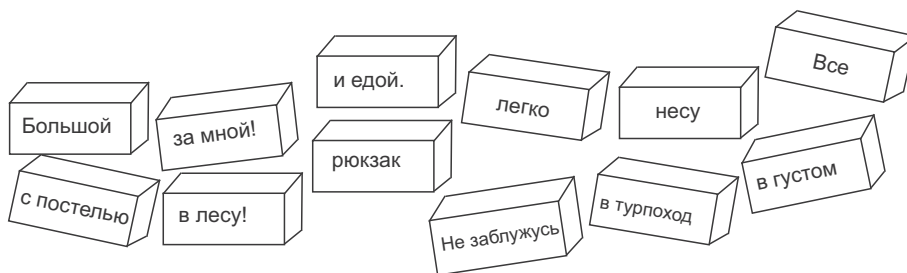 Большой
за мной!
и едой.
легко
несу
Все
с постелью
в лесу!
рюкзак
Не заблужусь
в турпоход
в густом